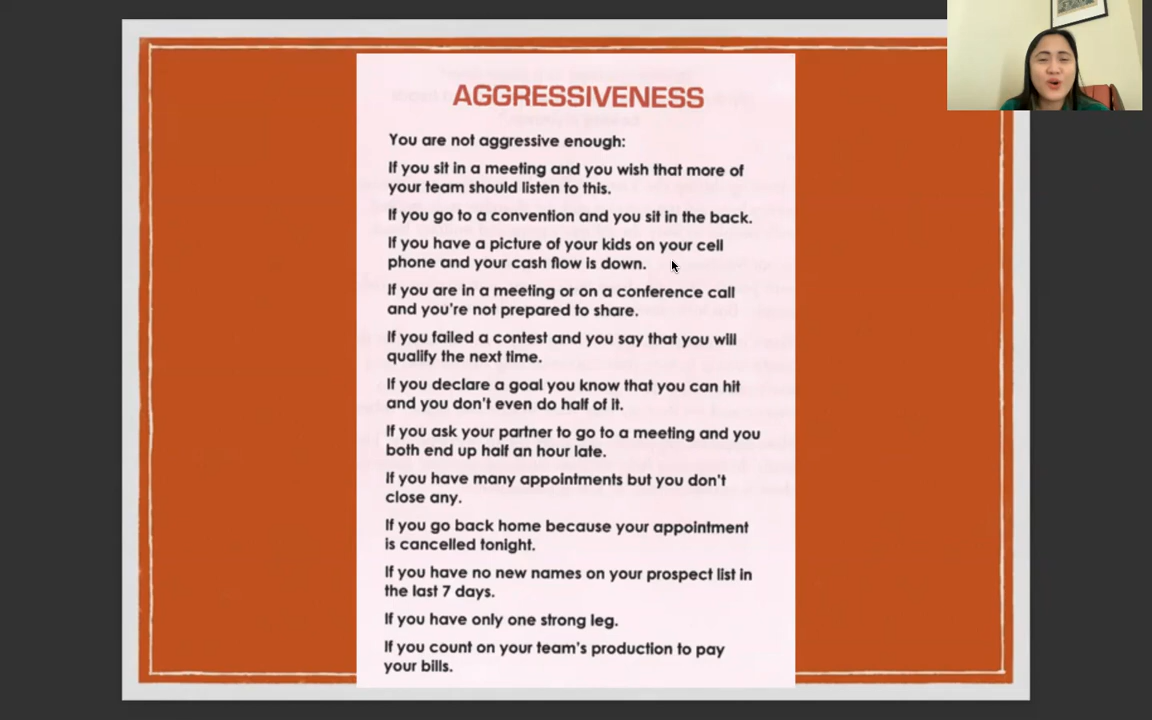 AGGRESSIVENESS
You are not aggressive enough:
If you sit in a meeting and you wish that more of
your team should listen to this.
If you go to a convention and you sit in the back.
If you have a picture of your kids on your cell
phone and your cash flow is down.
If you are in a meeting or on a conference call
and you're not prepared to share.
If you failed a contest and you say that you will
qualify the next time.
If you declare a goal you know that you can hit
and you don't even do half of it.
If you ask your partner to go to a meeting and you
both end up half an hour late.
If you have many appointments but you don't
close any.
If you go back home because your appointment
is cancelled tonight.
If you have no new names on your prospect list in
the last 7 days.
If you have only one strong leg.
If you count on your team's production to pay
your bills.